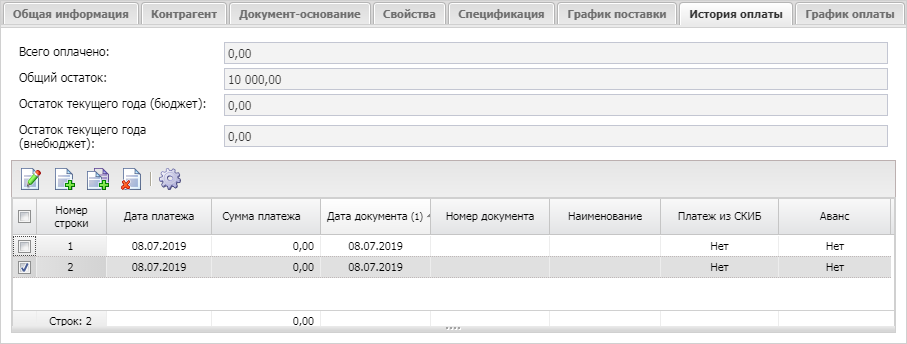 Общая информация Контрагент Документ-основание Свойства Спецификация График поставки История оплаты График оплаты
Всего оплачено: 0,00
Общий остаток: 10 000,00
Остаток текущего года (бюджет): 0,00
Остаток текущего года
(внебюджет): 0,00
Номер строки Дата платежа Сумма платежа Дата документа (1) Номер документа Наименование Платеж из СКИБ Аванс
1 08.07.2019 0,00 08.07.2019 Нет Нет
2 08.07.2019 0,00 08.07.2019 Нет Нет
Строк: 2 0,00